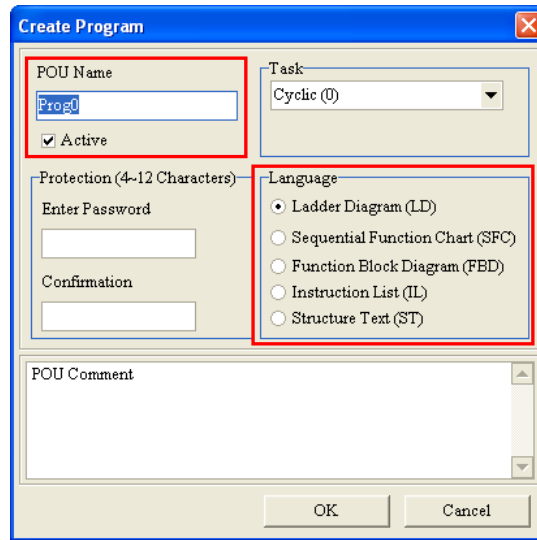 Create Program
POU Name
Prog0
Active
Task
Cyclic (0)
Protection (4~12 Characters)
Enter Password
Confirmation
Language
Ladder Diagram (LD)
Sequential Function Chart (SFC)
Function Block Diagram (FBD)
Instruction List (IL)
Structure Text (ST)
POU Comment
OK
Cancel